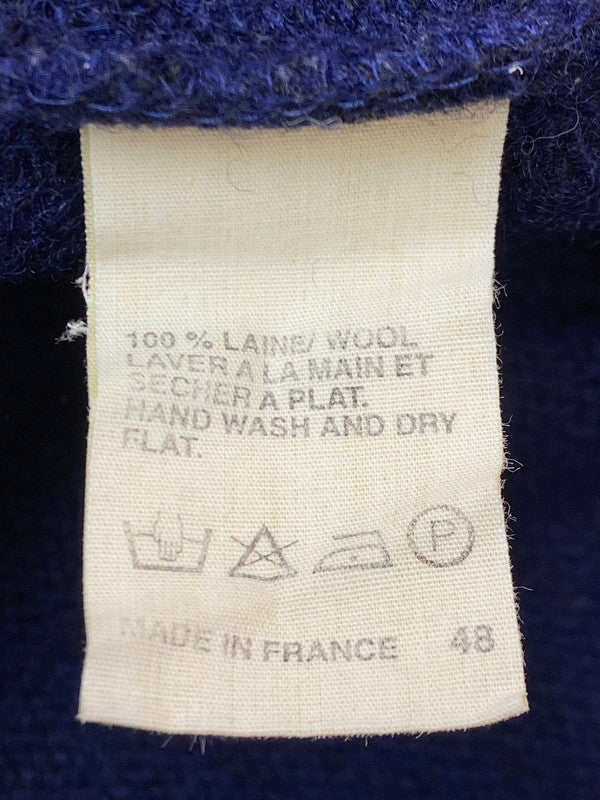 100 % LAINE/ WOOL
LAVER A LA MAIN ET
SECHER A PLAT.
HAND WASH AND DRY
FLAT.
P
MADE IN FRANCE 48